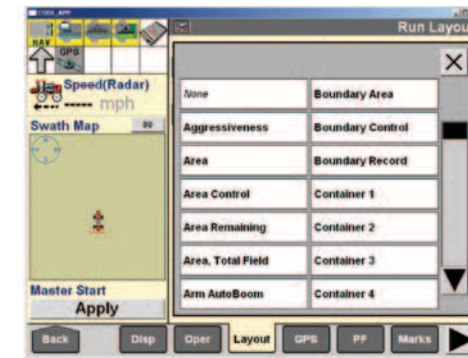 CODE_APP
Run Layou
NAV
GPS
Speed(Radar)
mph
Swath Map
Master Start
Apply
None
Boundary Area
Aggressiveness
Boundary Control
Area
Boundary Record
Area Control
Container 1
Area Remaining
Container 2
Area, Total Field
Container 3
Arm AutoBoom
Container 4
Back
Disp
Oper
Layout
GPS
PF
Marks